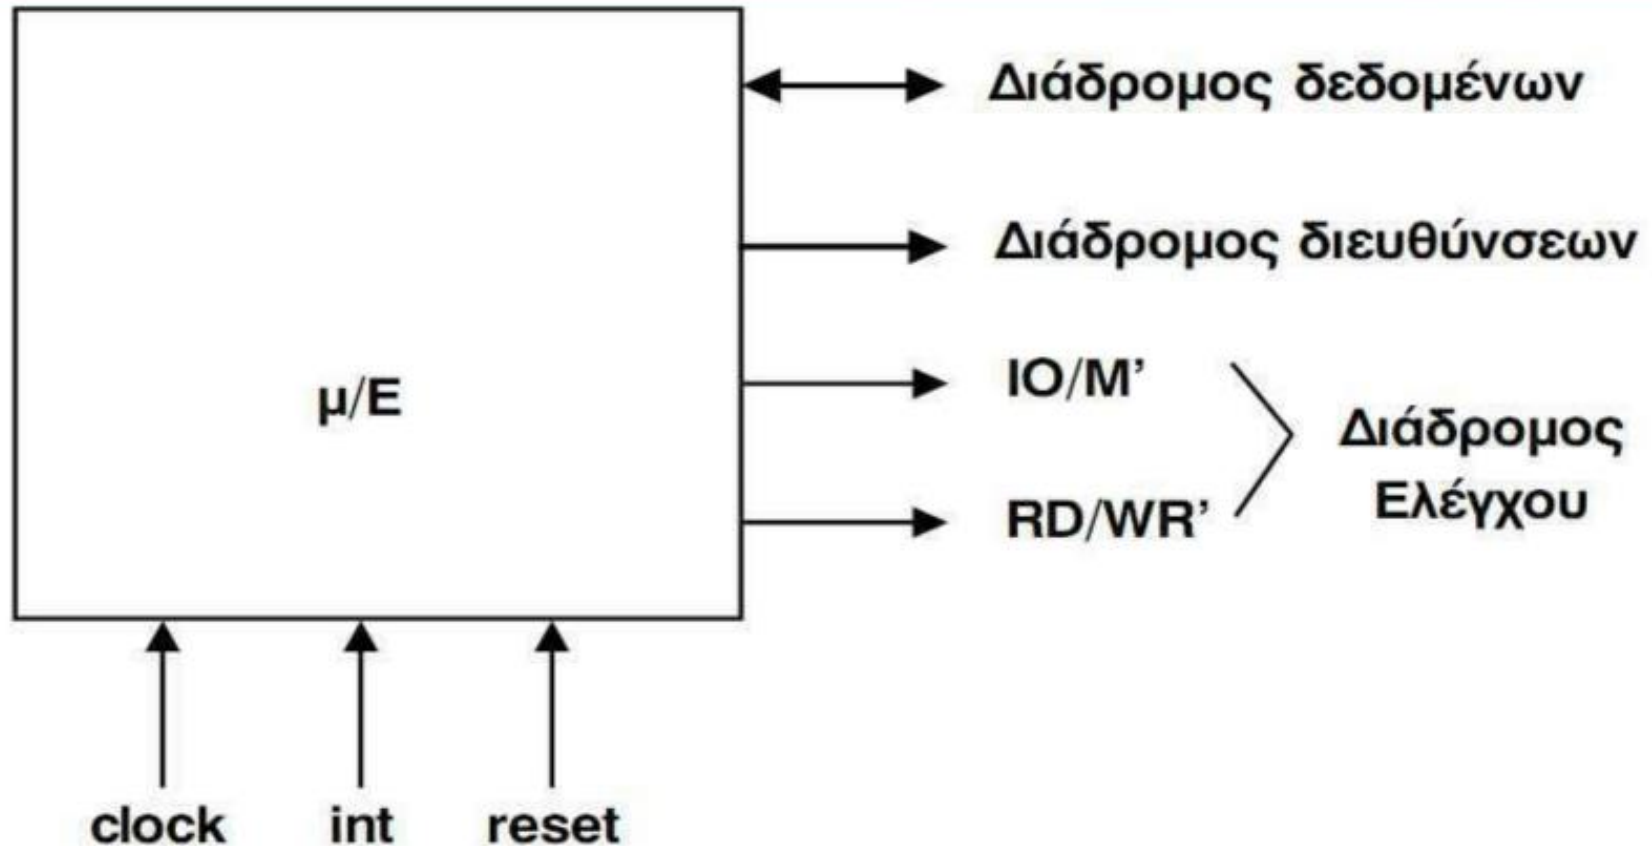 Διάδρομος δεδομένων
Διάδρομος διευθύνσεων
μ/Ε
IO/M’
RD/WR’
Διάδρομος
Ελέγχου
clock int reset